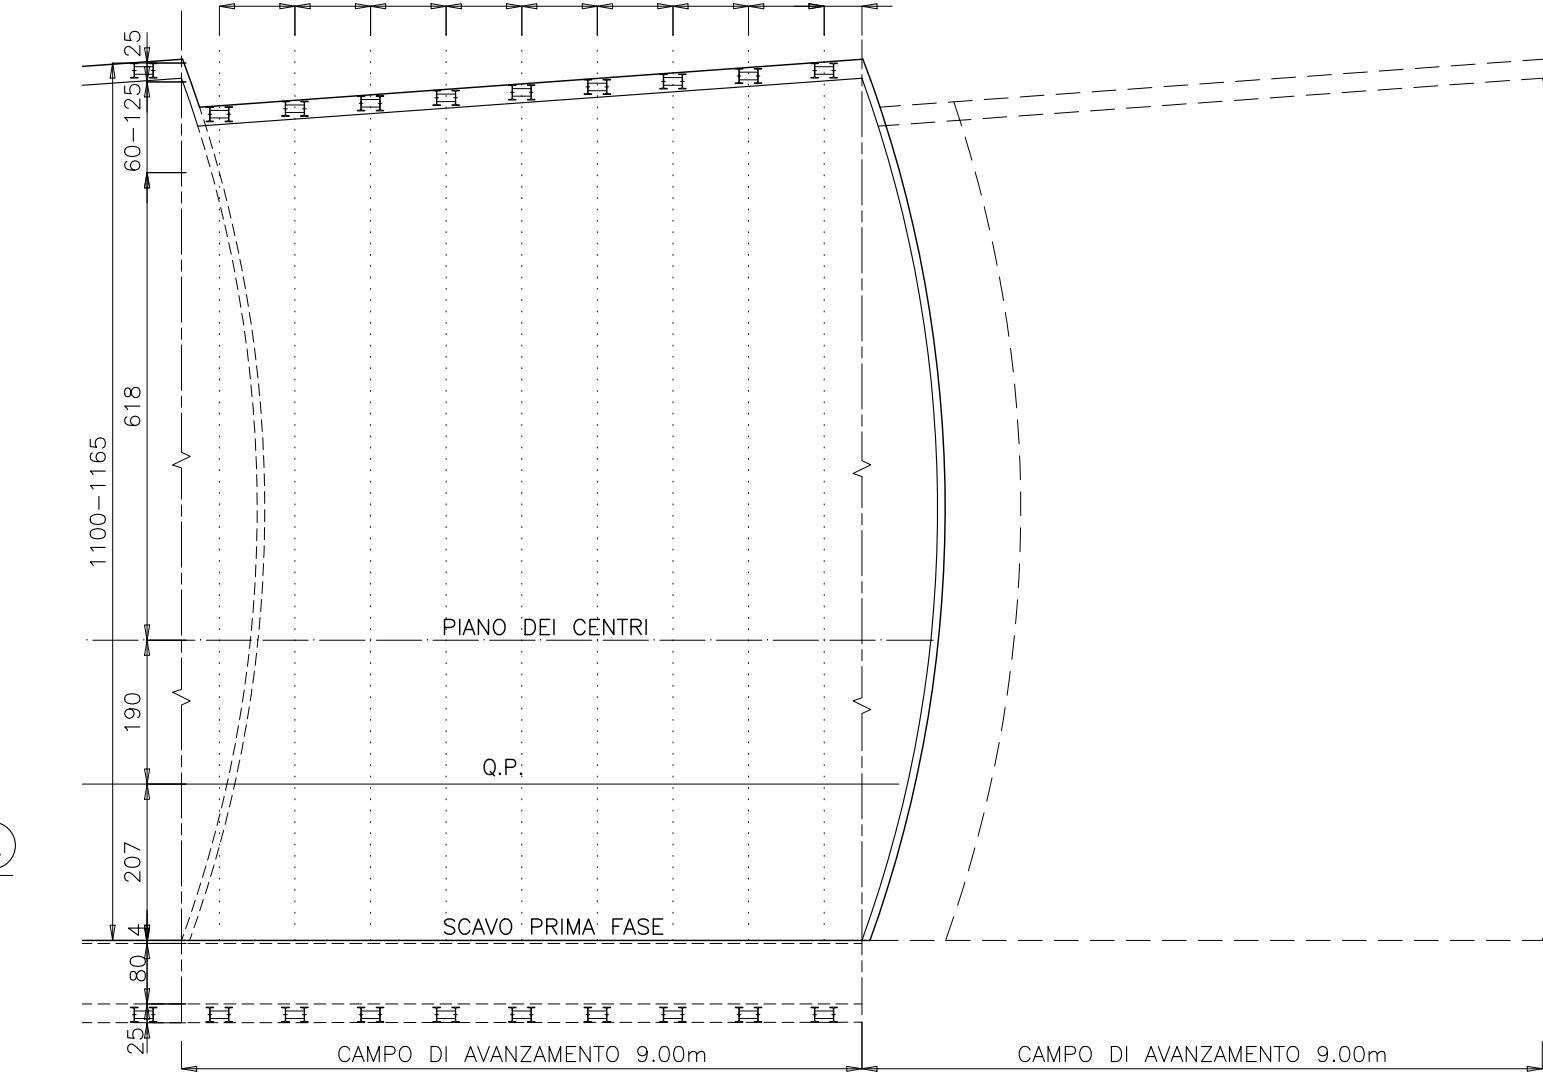 25
60-125
618
1100-1165
PIANO DEI CENTRI
190
Q.P.
207
SCAVO PRIMA FASE
4
80
25
CAMPO DI AVANZAMENTO 9.00m
CAMPO DI AVANZAMENTO 9.00m